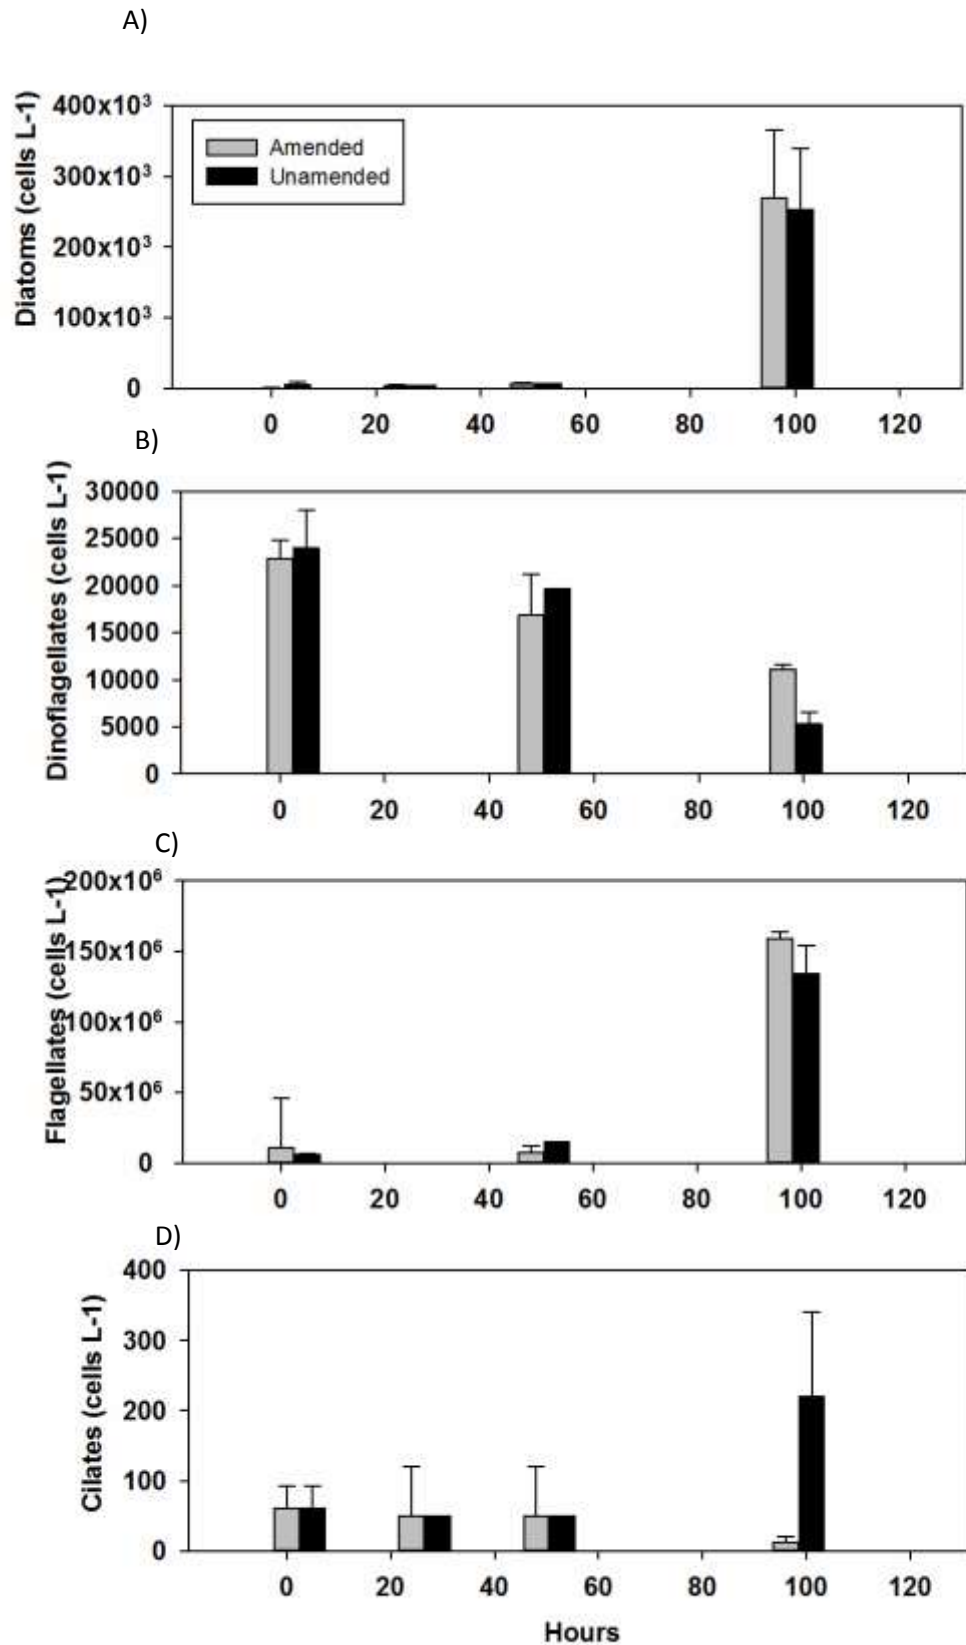 A)
Diatoms (cells L-1)
400x10³
300x10³
200x10³
100x10³
0
Amended
Unamended
0 20 40 60 80 100 120
B)
Dinoflagellates (cells L-1)
30000
25000
20000
15000
10000
5000
0
0 20 40 60 80 100 120
C)
Flagellates (cells L-1)
200x10⁶
150x10⁶
100x10⁶
50x10⁶
0
0 20 40 60 80 100 120
D)
Cilates (cells L-1)
400
300
200
100
0
0 20 40 60 80 100 120
Hours